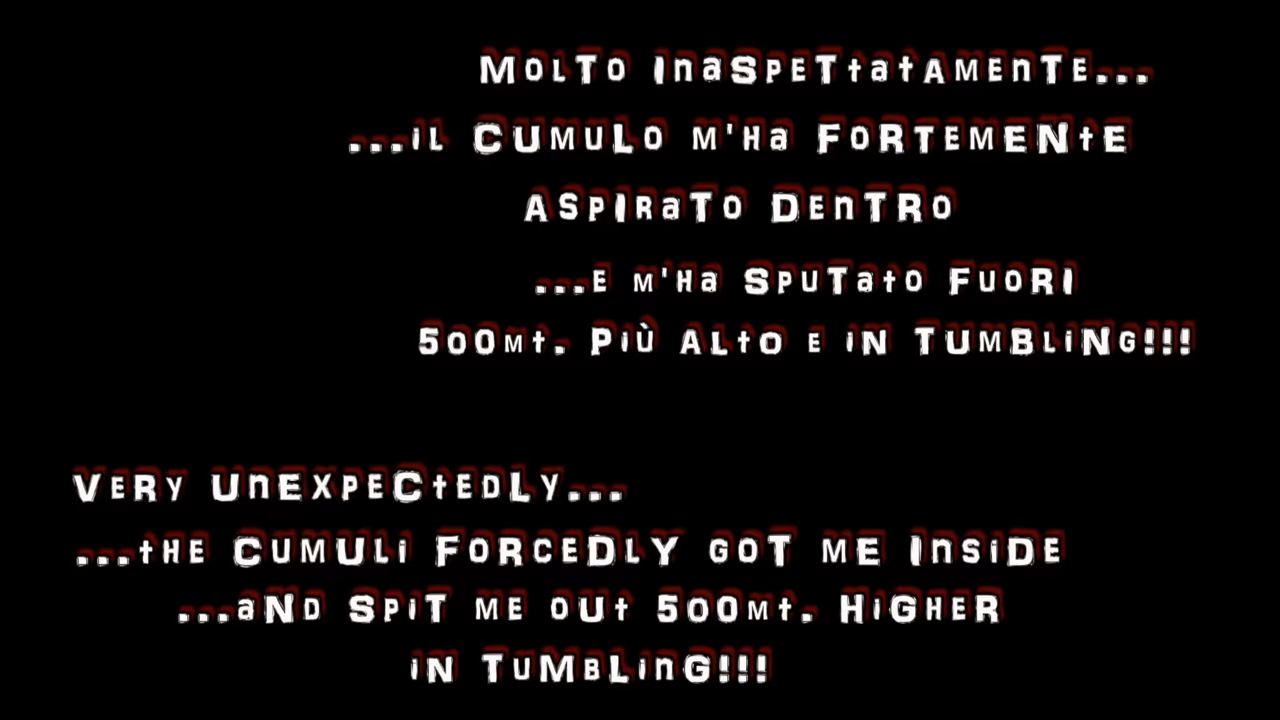 Molto inaspettatamente...
...il cumulo m'ha fortemente
aspirato dentro
...e m'ha sputato fuori
500mt. più alto e in tumbling!!!
Very unexpectedly...
...the cumuli forcedly got me inside
...and spit me out 500mt. higher
in tumbling!!!